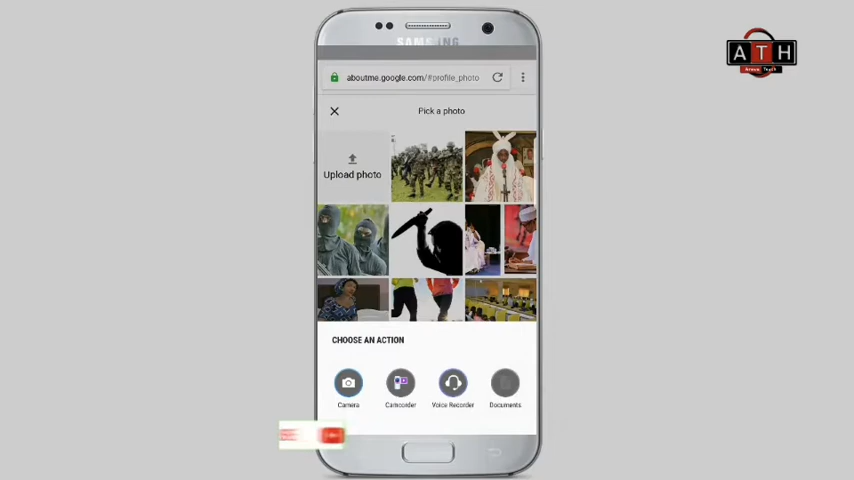 SAMSUNG
ATH
aboutme.google.com/#profile_photo
Pick a photo
Upload photo
CHOOSE AN ACTION
Camera
Camcorder
Voice Recorder
Documents